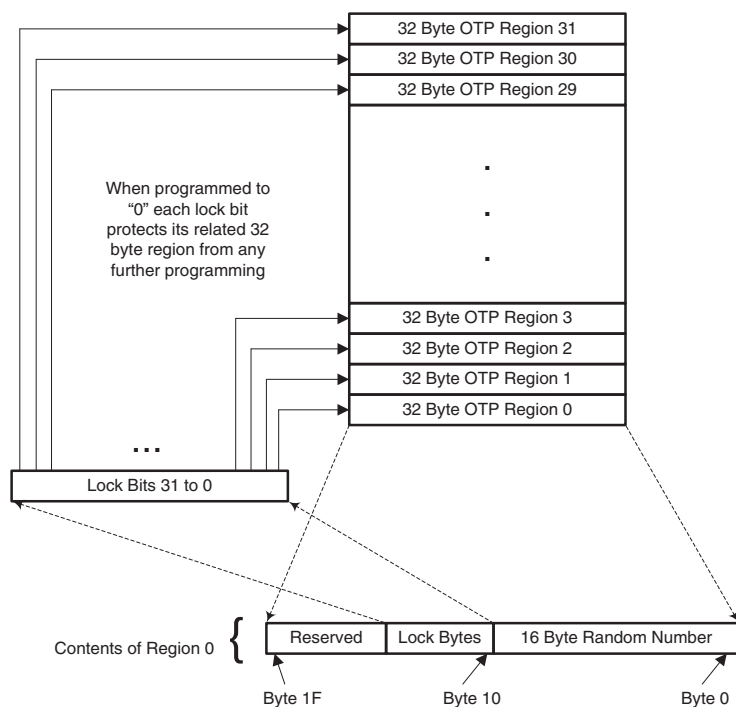 32 Byte OTP Region 31
32 Byte OTP Region 30
32 Byte OTP Region 29
.
.
.
When programmed to
“0” each lock bit
protects its related 32
byte region from any
further programming
32 Byte OTP Region 3
32 Byte OTP Region 2
32 Byte OTP Region 1
32 Byte OTP Region 0
...
Lock Bits 31 to 0
Contents of Region 0 {
Reserved
Lock Bytes
16 Byte Random Number
Byte 1F
Byte 10
Byte 0